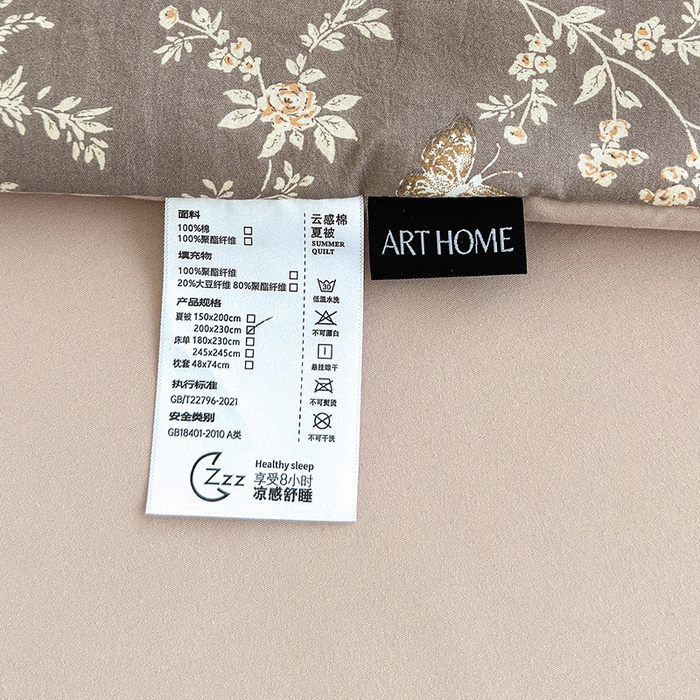 面料
100%棉 □
100%聚酯纤维 □
填充物
100%聚酯纤维 □
20%大豆纤维 80%聚酯纤维 □
产品规格
夏被 150x200cm □
200x230cm ☑
床单 180x230cm □
245x245cm □
枕套 48x74cm □
执行标准
GB/T22796-2021
安全类别
GB18401-2010 A类
云感棉
夏被
SUMMER
QUILT
30
低温水洗
不可漂白
悬挂晾干
不可熨烫
不可干洗
Zzz
Healthy sleep
享受8小时
凉感舒睡
ART HOME